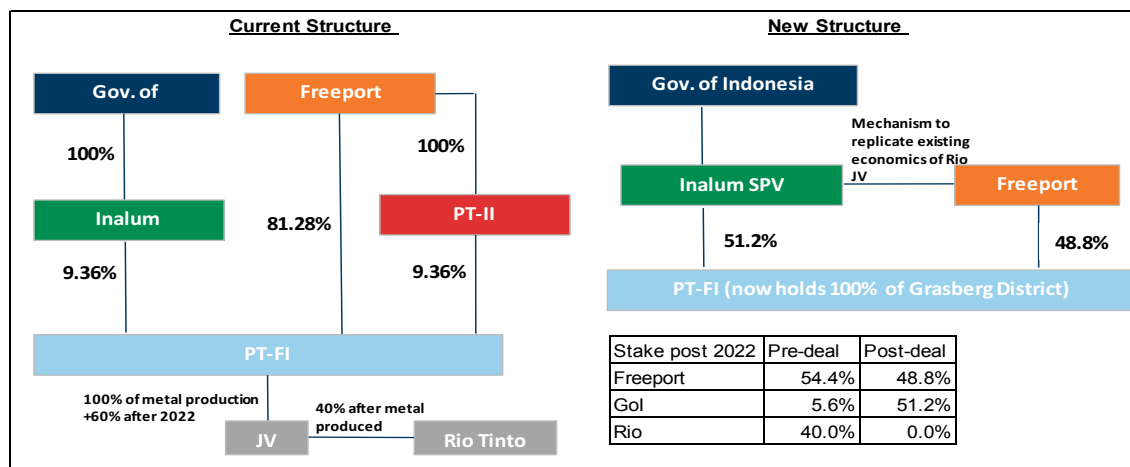 Current Structure
Gov. of
Freeport
100%
100%
Inalum
81.28%
PT-II
9.36%
9.36%
PT-FI
100% of metal production
+60% after 2022
40% after metal
produced
JV
Rio Tinto
New Structure
Gov. of Indonesia
Mechanism to
replicate existing
economics of Rio
JV
Inalum SPV
Freeport
51.2%
48.8%
PT-FI (now holds 100% of Grasberg District)
Stake post 2022 Pre-deal Post-deal
Freeport 54.4% 48.8%
GoI 5.6% 51.2%
Rio 40.0% 0.0%